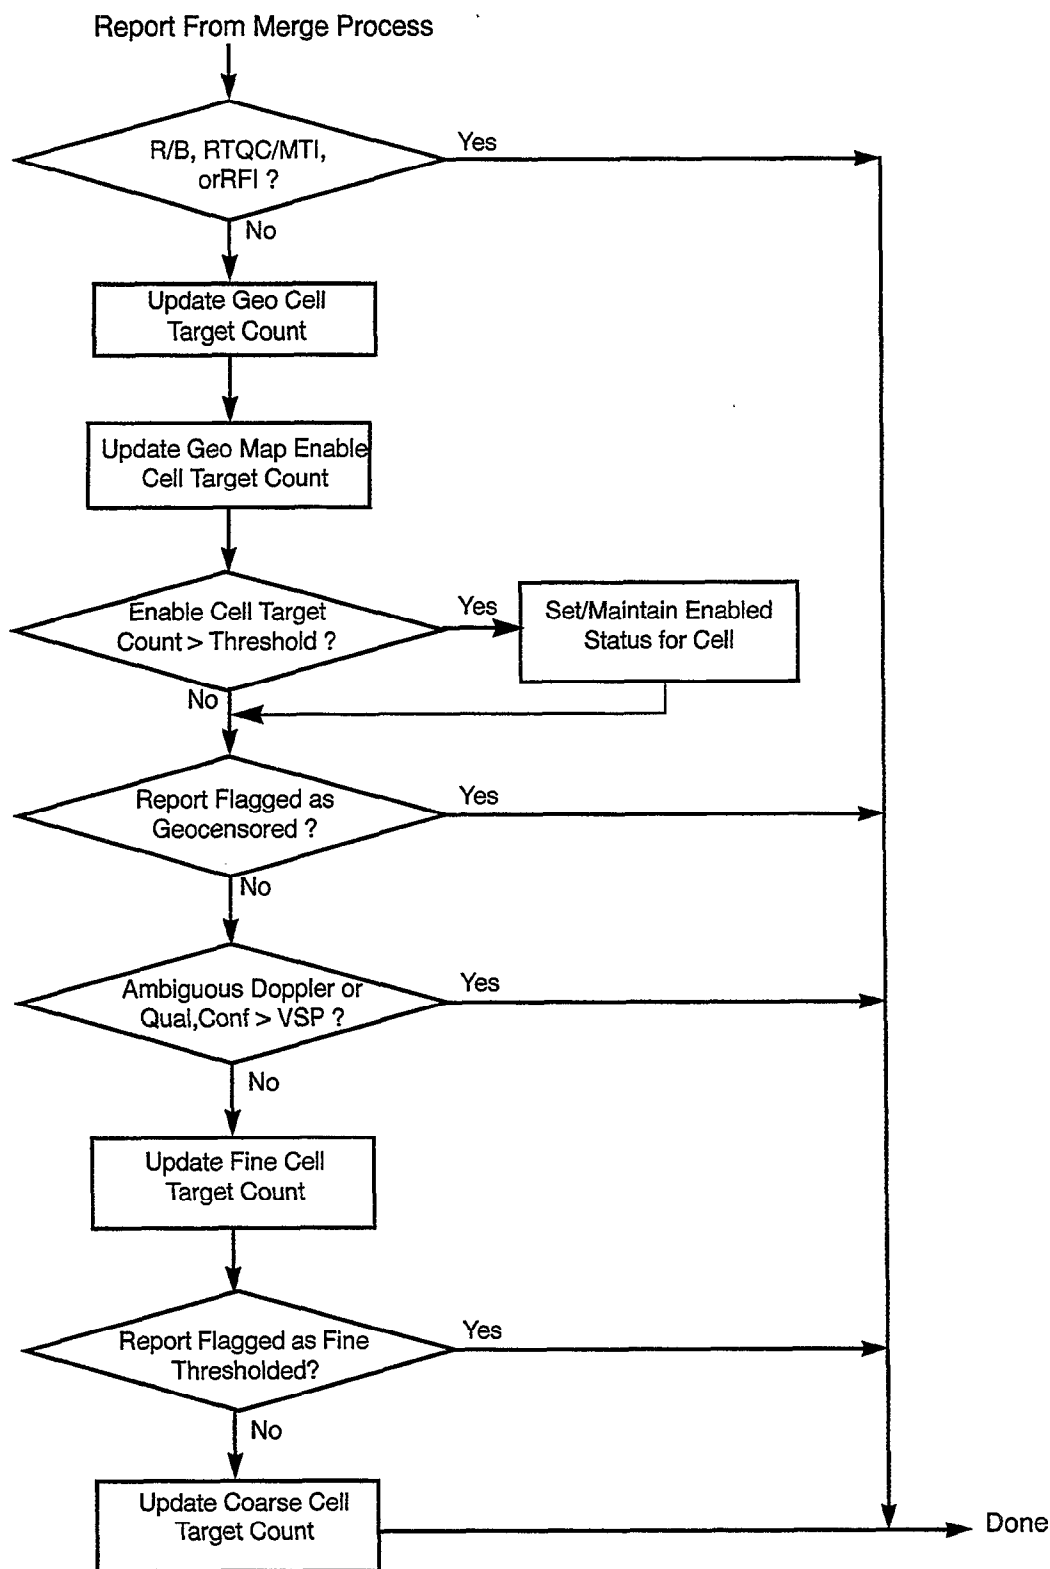 Report From Merge Process
R/B, RTQC/MTI,
orRFI ?
Yes
No
Update Geo Cell
Target Count
Update Geo Map Enable
Cell Target Count
Enable Cell Target
Count > Threshold ?
Yes
Set/Maintain Enabled
Status for Cell
No
Report Flagged as
Geocensored ?
Yes
No
Ambiguous Doppler or
Qual,Conf > VSP ?
Yes
No
Update Fine Cell
Target Count
Report Flagged as Fine
Thresholded?
Yes
No
Update Coarse Cell
Target Count
Done